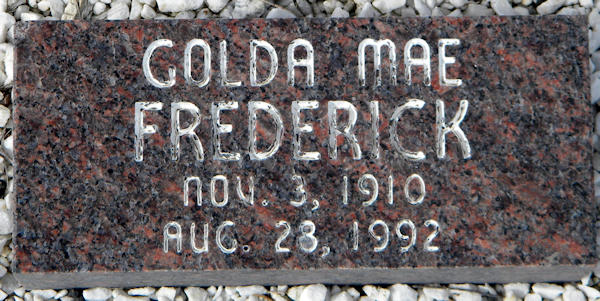 GOLDA MAE
FREDERICK
NOV. 3, 1910
AUG. 28, 1992